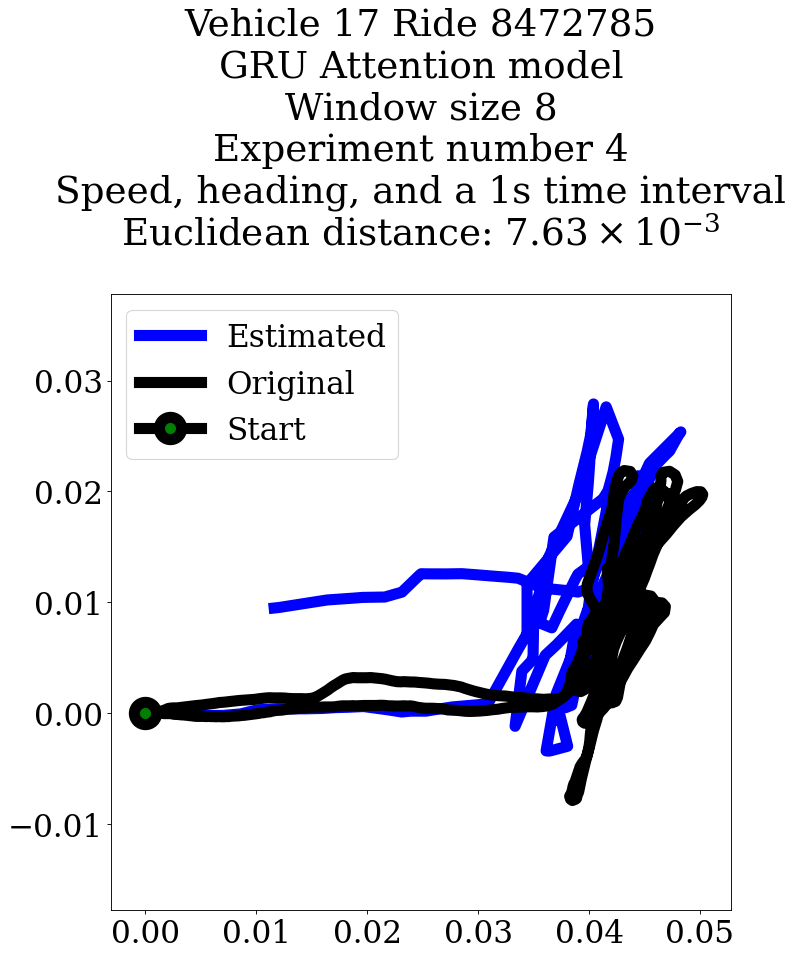 Vehicle 17 Ride 8472785
GRU Attention model
Window size 8
Experiment number 4
Speed, heading, and a 1s time interval
Euclidean distance: 7.63 × 10⁻³
Estimated
Original
Start
0.03
0.02
0.01
0.00
−0.01
0.00 0.01 0.02 0.03 0.04 0.05